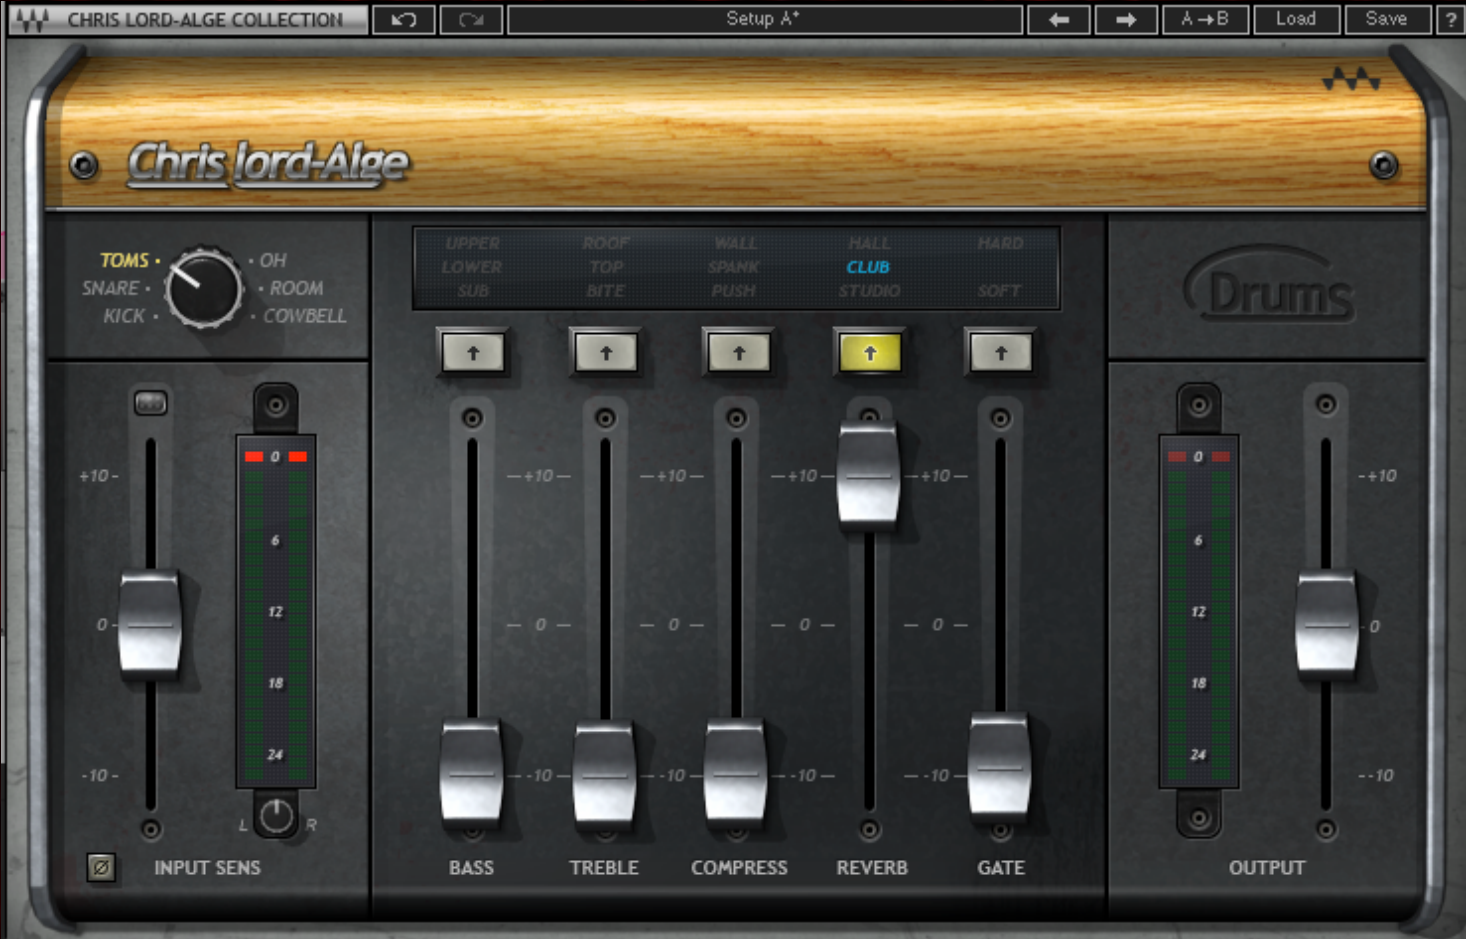 CHRIS LORD-ALGE COLLECTION Setup A* A→B Load Save ?
Chris lord-Alge
TOMS OH
SNARE ROOM
KICK COWBELL
UPPER ROOF WALL HALL HARD
LOWER TOP SPANK CLUB
SUB BITE PUSH STUDIO SOFT
Drums
0 0
+10 +10 +10 +10 +10 +10
6 6
12 12
0 0 0 0 0 0
18 18
24 24
-10 -10 -10 -10 -10 -10
L R
Ø INPUT SENS BASS TREBLE COMPRESS REVERB GATE OUTPUT